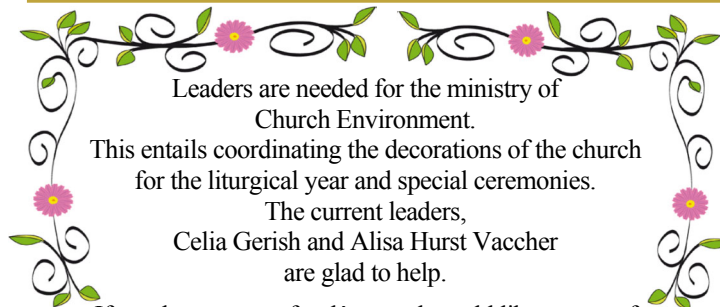 Leaders are needed for the ministry of
Church Environment.
This entails coordinating the decorations of the church
for the liturgical year and special ceremonies.
The current leaders,
Celia Gerish and Alisa Hurst Vaccher
are glad to help.